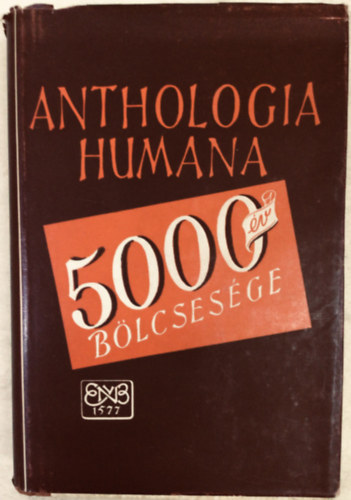 ANTHOLOGIA
HUMANA
5000 év
BÖLCSESÉGE
1577